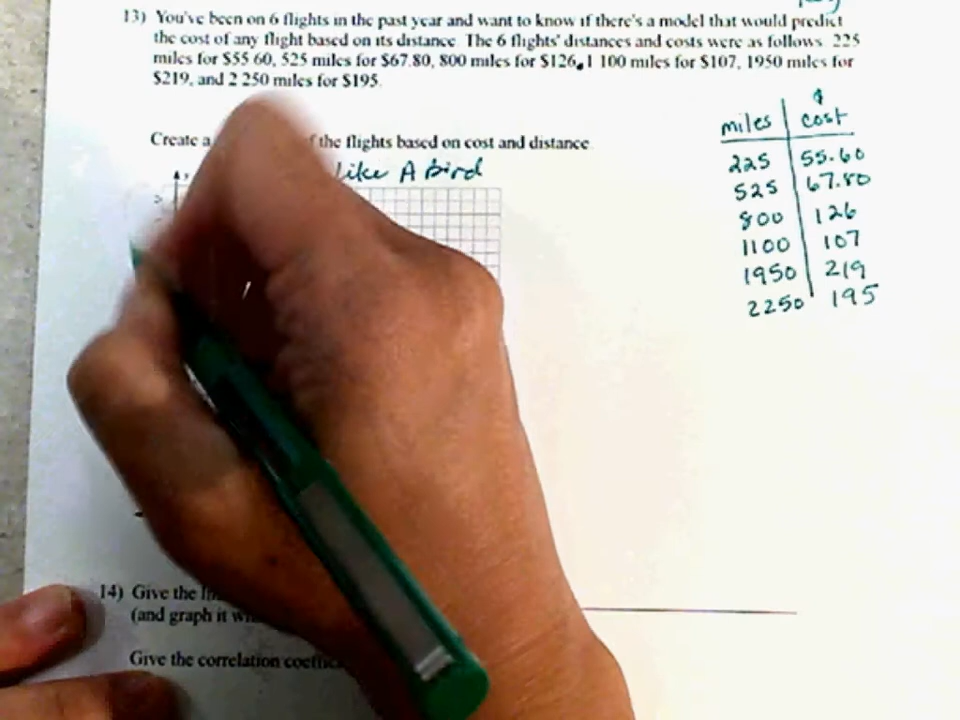 13) You've been on 6 flights in the past year and want to know if there's a model that would predict
the cost of any flight based on its distance. The 6 flights' distances and costs were as follows. 225
miles for $55 60, 525 miles for $67.80, 800 miles for $126, 1 100 miles for $107, 1950 miles for
$219, and 2 250 miles for $195.
Create a the flights based on cost and distance
Like A Bird
miles $ cost
225 55.60
525 67.80
800 126
1100 107
1950 219
2250 195
14) Give the
(and graph it
Give the correlation